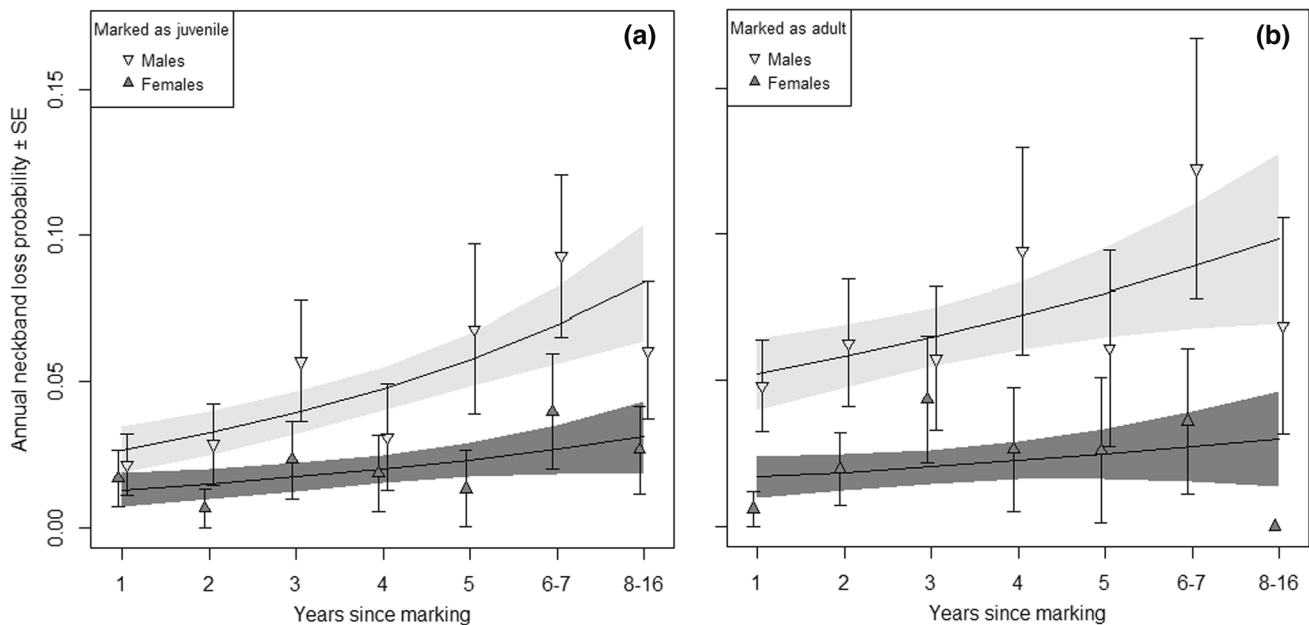 Marked as juvenile
Males
Females
(a)
Annual neckband loss probability ± SE
0.15
0.10
0.05
0.00
1 2 3 4 5 6-7 8-16
Years since marking
Marked as adult
Males
Females
(b)
1 2 3 4 5 6-7 8-16
Years since marking